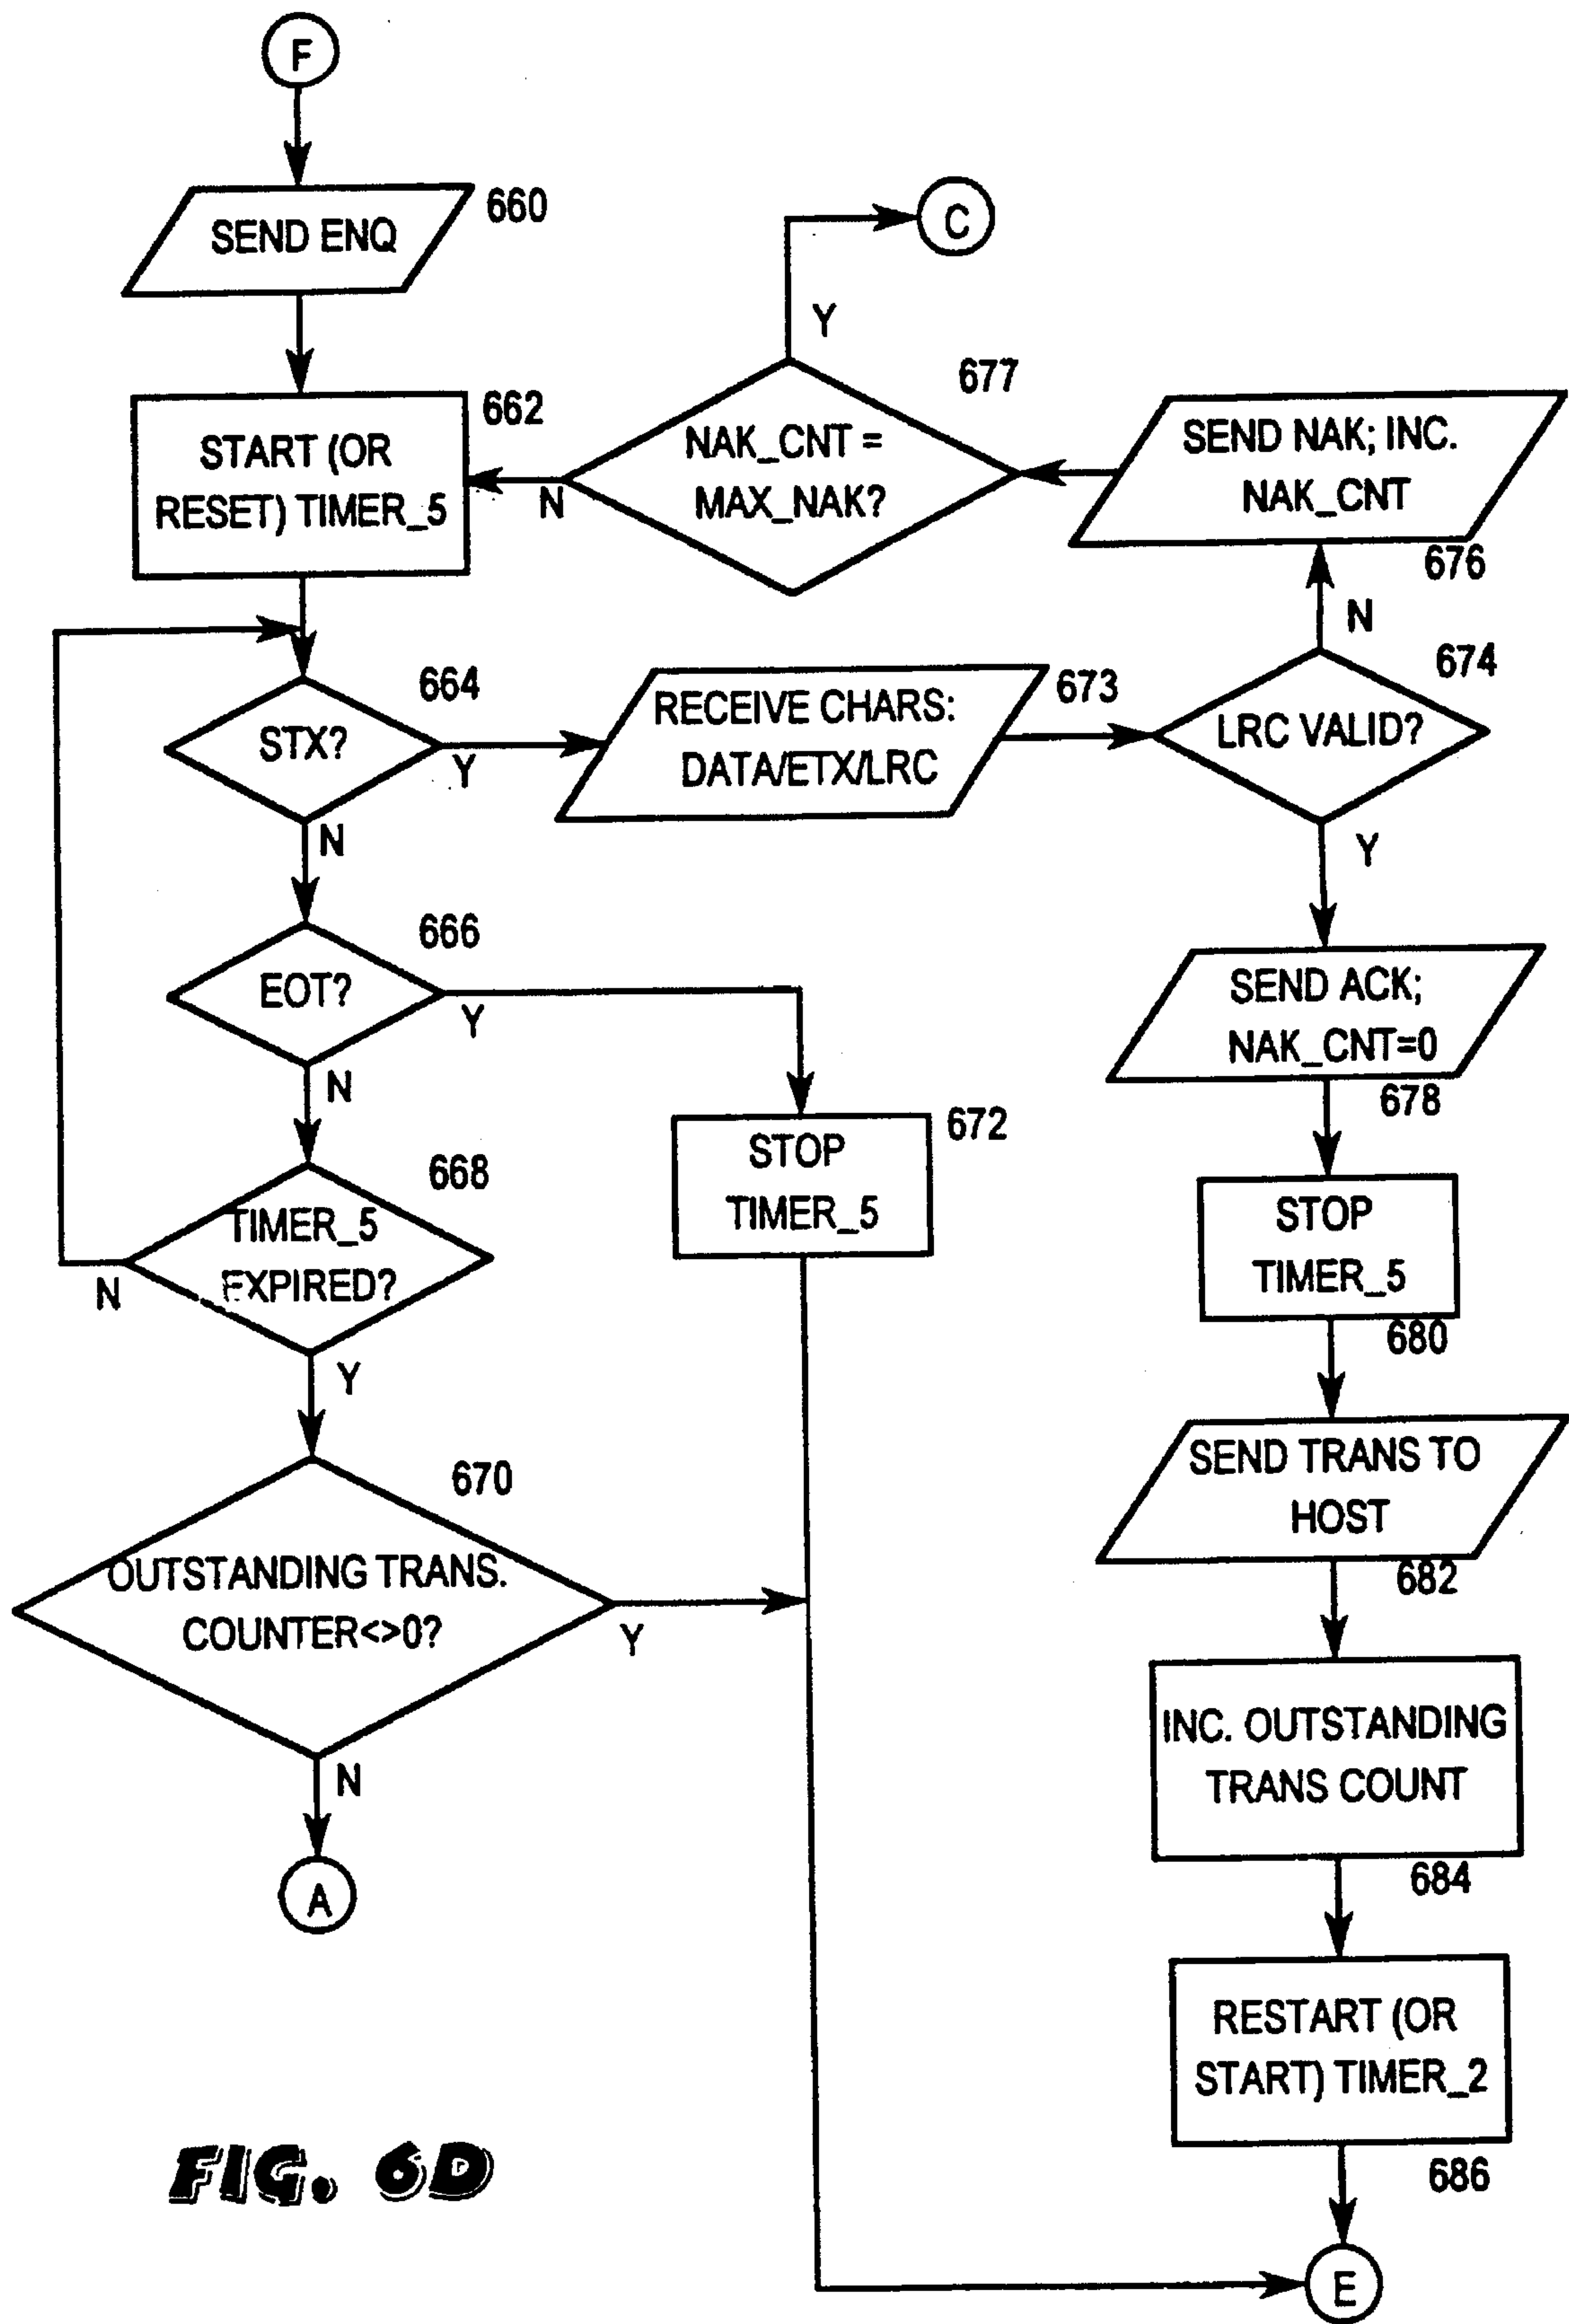 F
SEND ENQ
660
C
Y
START (OR
RESET) TIMER_5
662
N
NAK_CNT =
MAX_NAK?
677
SEND NAK; INC.
NAK_CNT
676
N
STX?
664
Y
RECEIVE CHARS:
DATA/ETX/LRC
673
LRC VALID?
674
N
Y
EOT?
666
Y
SEND ACK;
NAK_CNT=0
678
N
STOP
TIMER_5
672
TIMER_5
EXPIRED?
668
N
Y
STOP
TIMER_5
680
OUTSTANDING TRANS.
COUNTER<>0?
670
Y
SEND TRANS TO
HOST
682
N
A
INC. OUTSTANDING
TRANS COUNT
684
RESTART (OR
START) TIMER_2
686
E
FIG. 6D